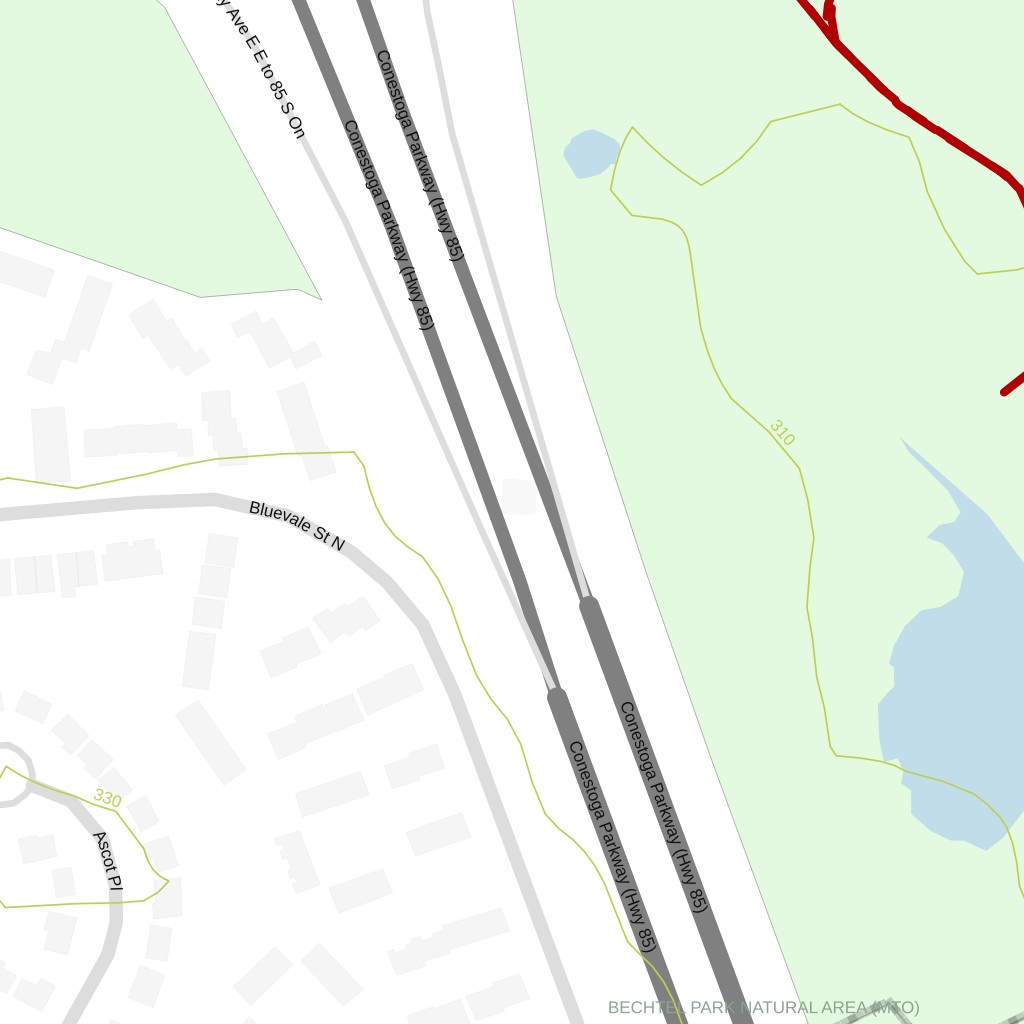 Ave E E to 85 S On
Conestoga Parkway (Hwy 85)
Conestoga Parkway (Hwy 85)
310
Bluevale St N
330
Ascot Pl
Conestoga Parkway (Hwy 85)
Conestoga Parkway (Hwy 85)
BECHTEL PARK NATURAL AREA (MTO)